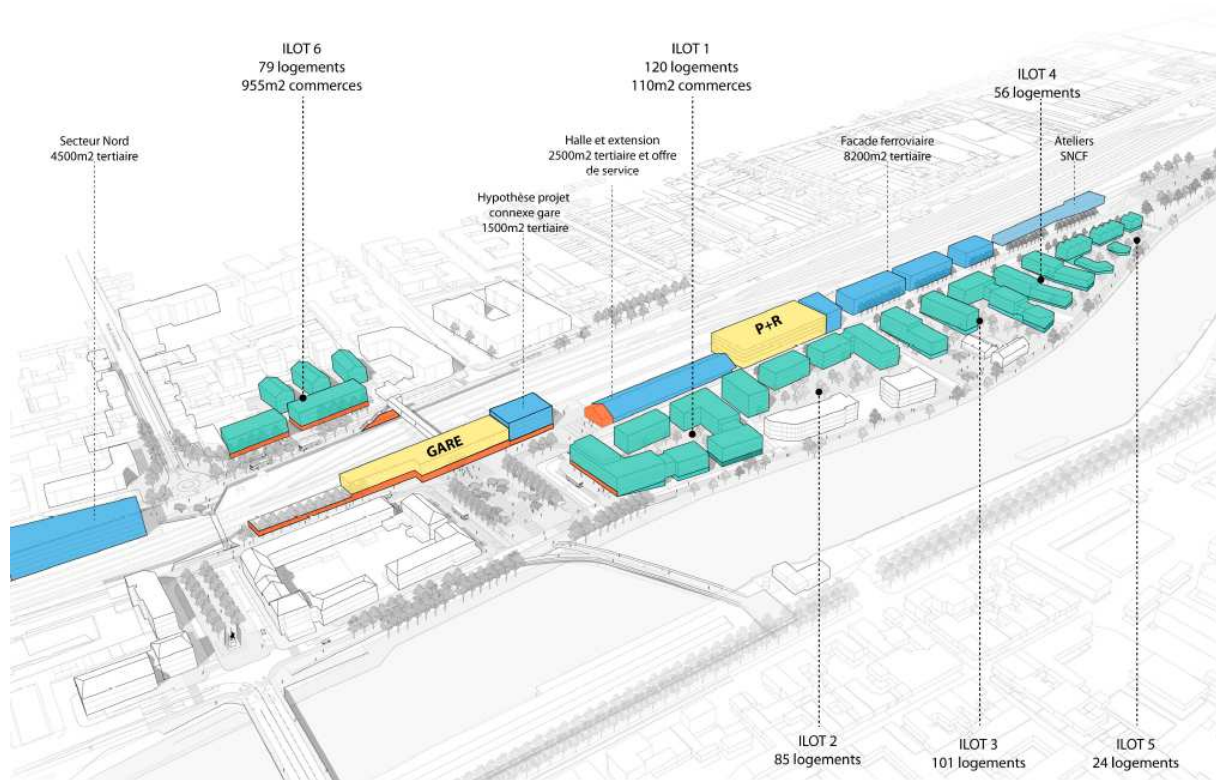 ILOT 6
79 logements
955m2 commerces
ILOT 1
120 logements
110m2 commerces
ILOT 4
56 logements
Secteur Nord
4500m2 tertiaire
Halle et extension
2500m2 tertiaire et offre
de service
Facade ferroviaire
8200m2 tertiaire
Ateliers
SNCF
Hypothèse projet
connexe gare
1500m2 tertiaire
P+R
GARE
ILOT 2
85 logements
ILOT 3
101 logements
ILOT 5
24 logements